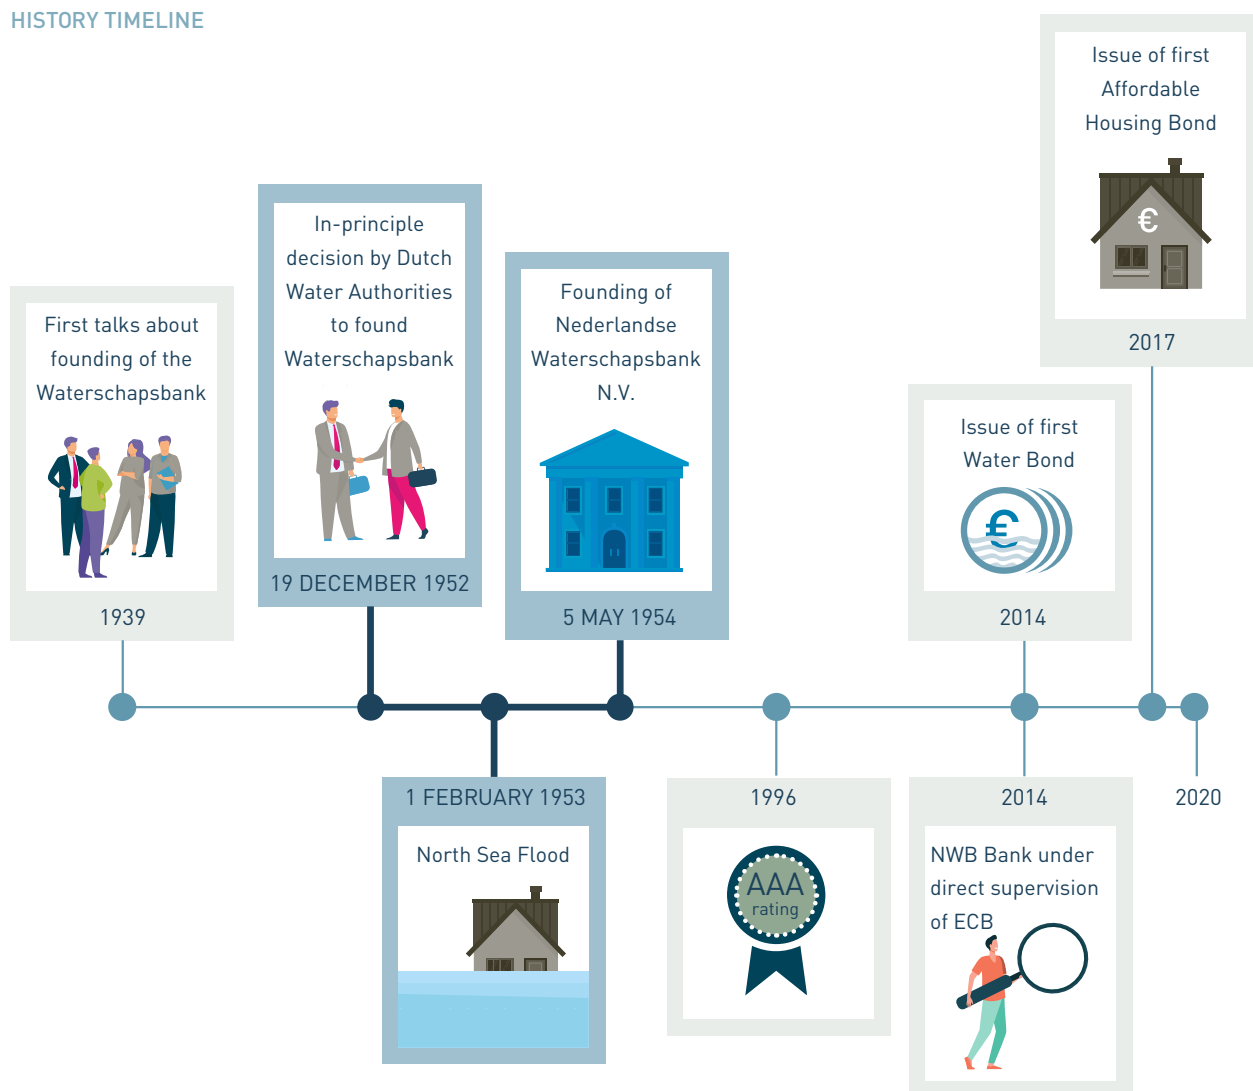 HISTORY TIMELINE
First talks about
founding of the
Waterschapsbank
1939
In-principle
decision by Dutch
Water Authorities
to found
Waterschapsbank
19 DECEMBER 1952
Founding of
Nederlandse
Waterschapsbank
N.V.
5 MAY 1954
Issue of first
Water Bond
€
2014
Issue of first
Affordable
Housing Bond
€
2017
1 FEBRUARY 1953
North Sea Flood
1996
AAA
rating
2014
NWB Bank under
direct supervision
of ECB
2020